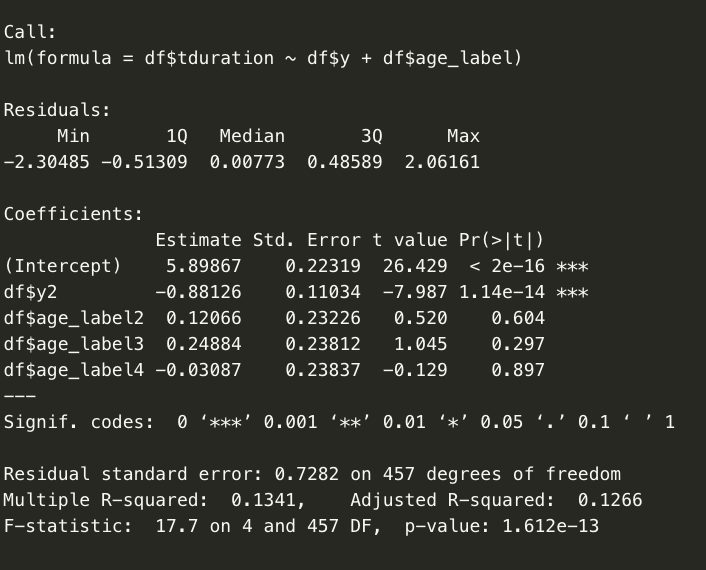 Call:
lm(formula = df$tduration ~ df$y + df$age_label)
Residuals:
     Min       1Q   Median       3Q      Max
-2.30485 -0.51309  0.00773  0.48589  2.06161
Coefficients:
              Estimate Std. Error t value Pr(>|t|)
(Intercept)    5.89867    0.22319  26.429  < 2e-16 ***
df$y2         -0.88126    0.11034  -7.987 1.14e-14 ***
df$age_label2  0.12066    0.23226   0.520    0.604
df$age_label3  0.24884    0.23812   1.045    0.297
df$age_label4 -0.03087    0.23837  -0.129    0.897
---
Signif. codes:  0 ‘***’ 0.001 ‘**’ 0.01 ‘*’ 0.05 ‘.’ 0.1 ‘ ’ 1
Residual standard error: 0.7282 on 457 degrees of freedom
Multiple R-squared:  0.1341,    Adjusted R-squared:  0.1266
F-statistic:  17.7 on 4 and 457 DF,  p-value: 1.612e-13